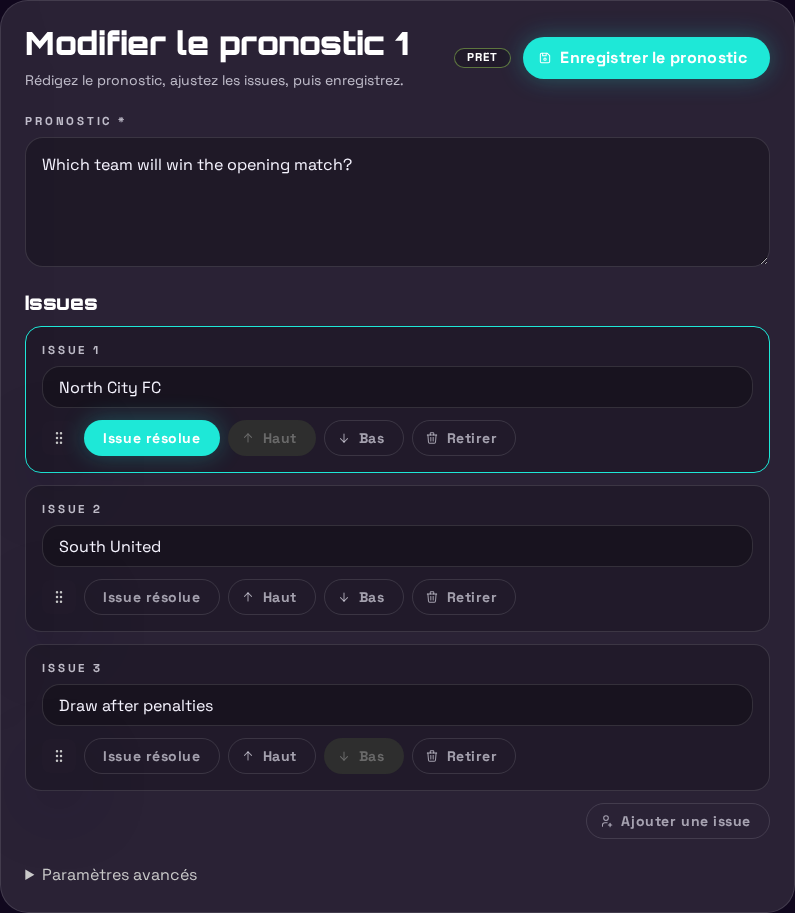 Modifier le pronostic 1
PRET
Enregistrer le pronostic
Rédigez le pronostic, ajustez les issues, puis enregistrez.
PRONOSTIC *
Which team will win the opening match?
Issues
ISSUE 1
North City FC
Issue résolue
Haut
Bas
Retirer
ISSUE 2
South United
Issue résolue
Haut
Bas
Retirer
ISSUE 3
Draw after penalties
Issue résolue
Haut
Bas
Retirer
Ajouter une issue
Paramètres avancés